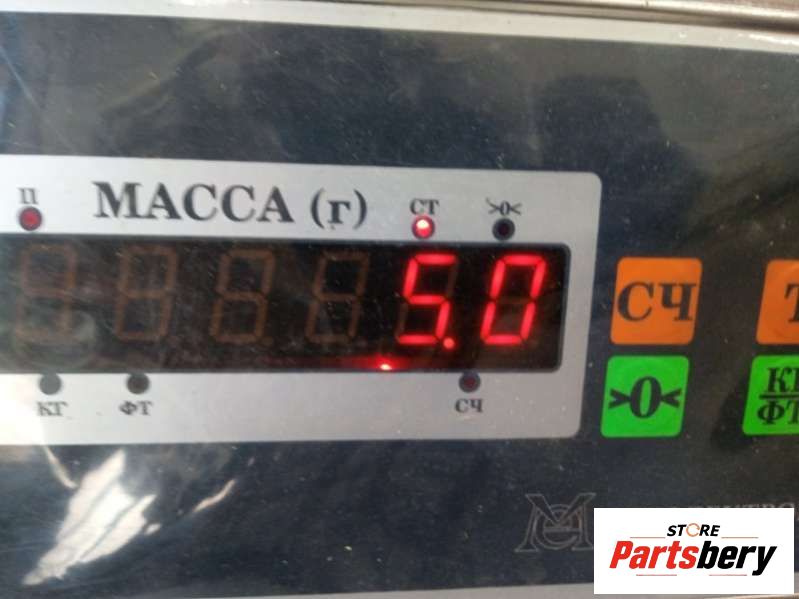 П МАССА (г) СТ >0<
5.0
СЧ
КГ ФТ СЧ
>0<
STORE
Partsbery